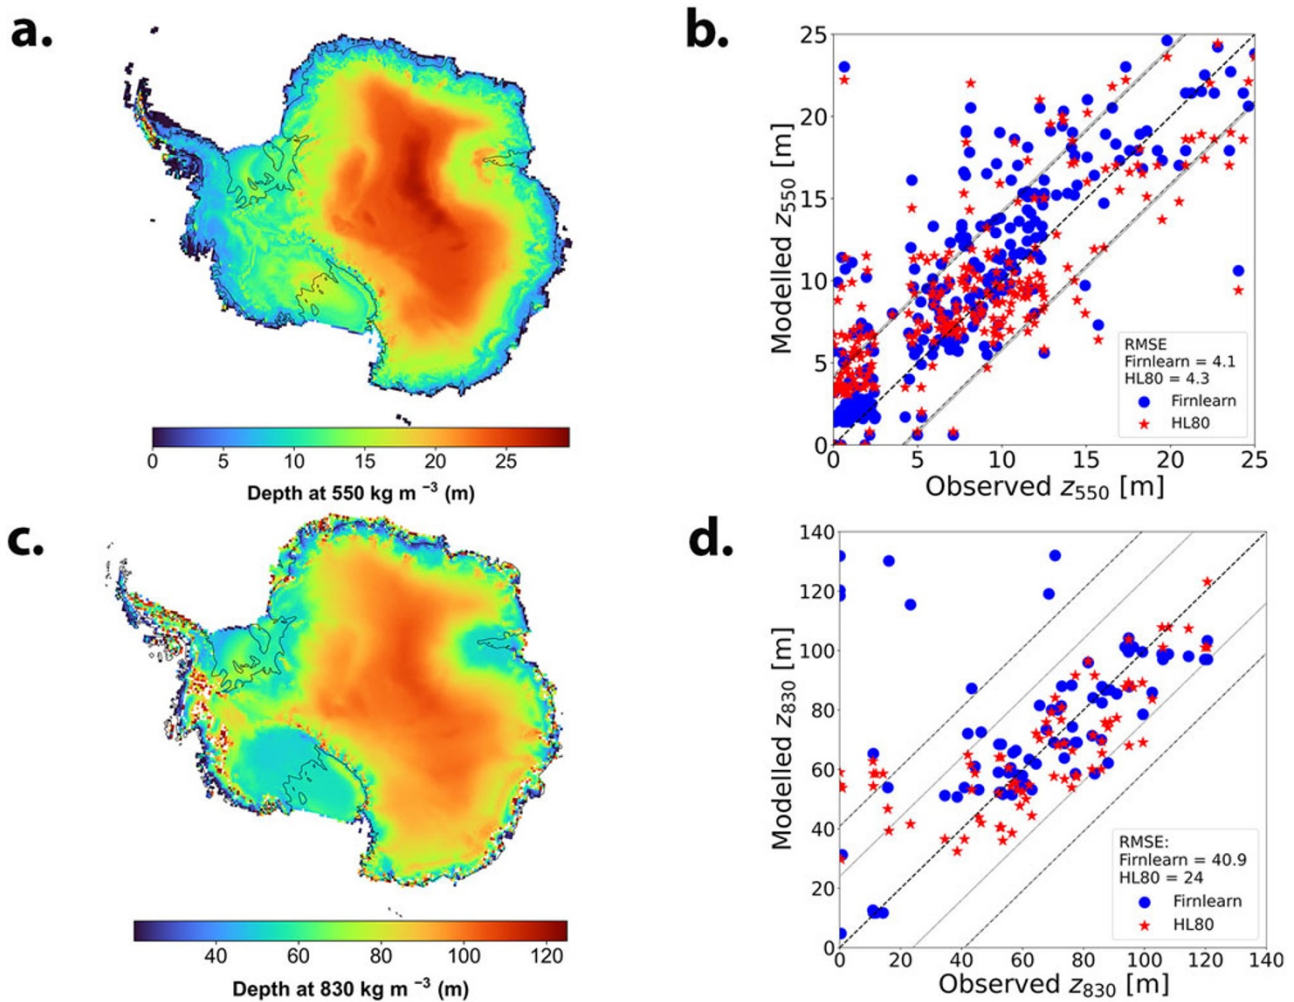 a.
0 5 10 15 20 25
Depth at 550 kg m ⁻³ (m)
b.
25
20
15
10
5
0
Modelled z₅₅₀ [m]
RMSE
Firnlearn = 4.1
HL80 = 4.3
Firnlearn
HL80
0 5 10 15 20 25
Observed z₅₅₀ [m]
c.
40 60 80 100 120
Depth at 830 kg m ⁻³ (m)
d.
140
120
100
80
60
40
20
0
Modelled z₈₃₀ [m]
RMSE:
Firnlearn = 40.9
HL80 = 24
Firnlearn
HL80
0 20 40 60 80 100 120 140
Observed z₈₃₀ [m]